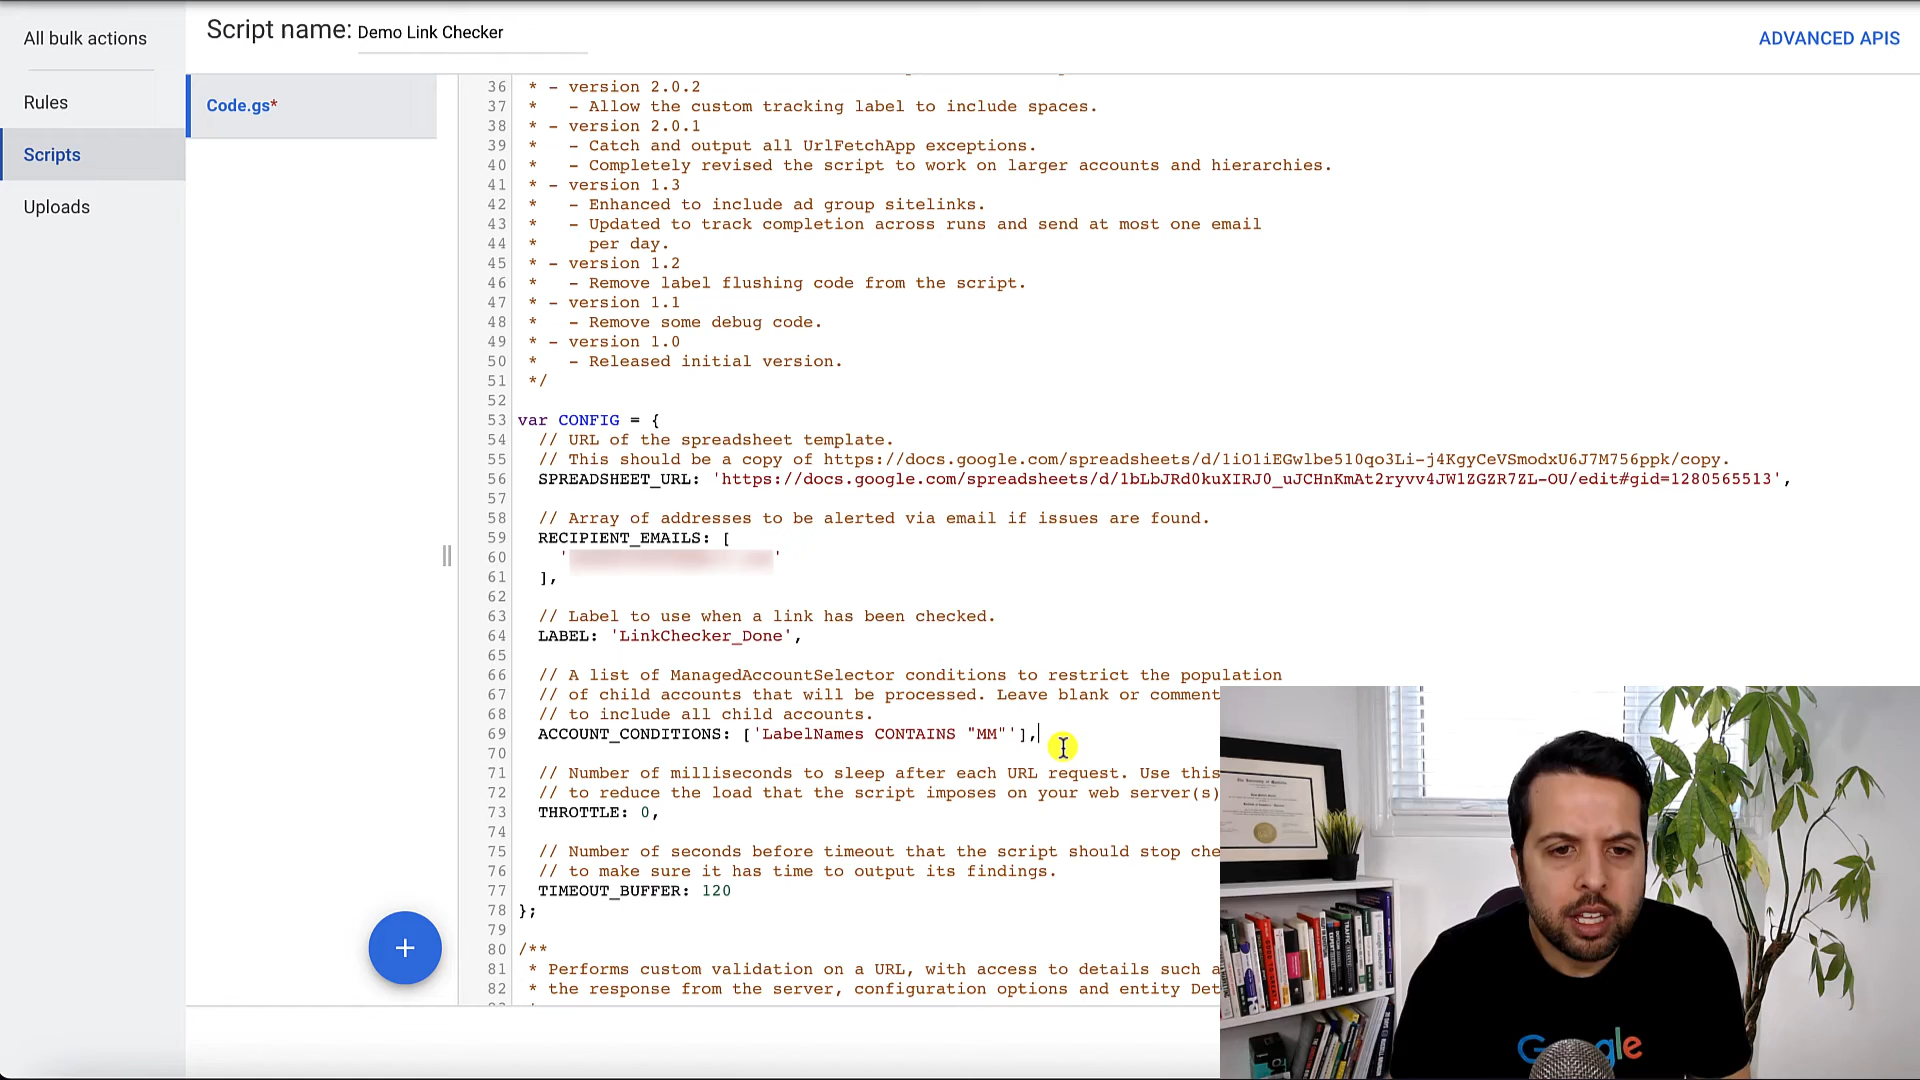 Script name: Demo Link Checker
ADVANCED APIS
All bulk actions
Rules
Scripts
Uploads
Code.gs*
36 * - version 2.0.2
37 *   - Allow the custom tracking label to include spaces.
38 * - version 2.0.1
39 *   - Catch and output all UrlFetchApp exceptions.
40 *   - Completely revised the script to work on larger accounts and hierarchies.
41 * - version 1.3
42 *   - Enhanced to include ad group sitelinks.
43 *   - Updated to track completion across runs and send at most one email
44 *     per day.
45 * - version 1.2
46 *   - Remove label flushing code from the script.
47 * - version 1.1
48 *   - Remove some debug code.
49 * - version 1.0
50 *   - Released initial version.
51 */
52
53 var CONFIG = {
54   // URL of the spreadsheet template.
55   // This should be a copy of https://docs.google.com/spreadsheets/d/1iO1iEGwlbe510qo3Li-j4KgyCeVSmodxU6J7M756ppk/copy.
56   SPREADSHEET_URL: 'https://docs.google.com/spreadsheets/d/1bLbJRd0kuXIRJ0_uJCHnKmAt2ryvv4JW1ZGZR7ZL-OU/edit#gid=1280565513',
57
58   // Array of addresses to be alerted via email if issues are found.
59   RECIPIENT_EMAILS: [
60     ' '
61   ],
62
63   // Label to use when a link has been checked.
64   LABEL: 'LinkChecker_Done',
65
66   // A list of ManagedAccountSelector conditions to restrict the population
67   // of child accounts that will be processed. Leave blank or comment
68   // to include all child accounts.
69   ACCOUNT_CONDITIONS: ['LabelNames CONTAINS "MM"'],
70
71   // Number of milliseconds to sleep after each URL request. Use this
72   // to reduce the load that the script imposes on your web server(s)
73   THROTTLE: 0,
74
75   // Number of seconds before timeout that the script should stop che
76   // to make sure it has time to output its findings.
77   TIMEOUT_BUFFER: 120
78 };
79
80 /**
81 * Performs custom validation on a URL, with access to details such a
82 * the response from the server, configuration options and entity Det
Google